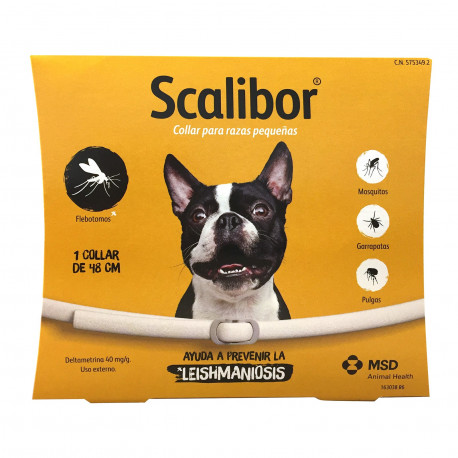 C.N. 575349.2
Scalibor®
Collar para razas pequeñas
Flebotomos
Mosquitos
Garrapatas
Pulgas
1 COLLAR
DE 48 CM
Deltametrina 40 mg/g.
Uso externo.
AYUDA A PREVENIR LA
LEISHMANIOSIS
MSD
Animal Health